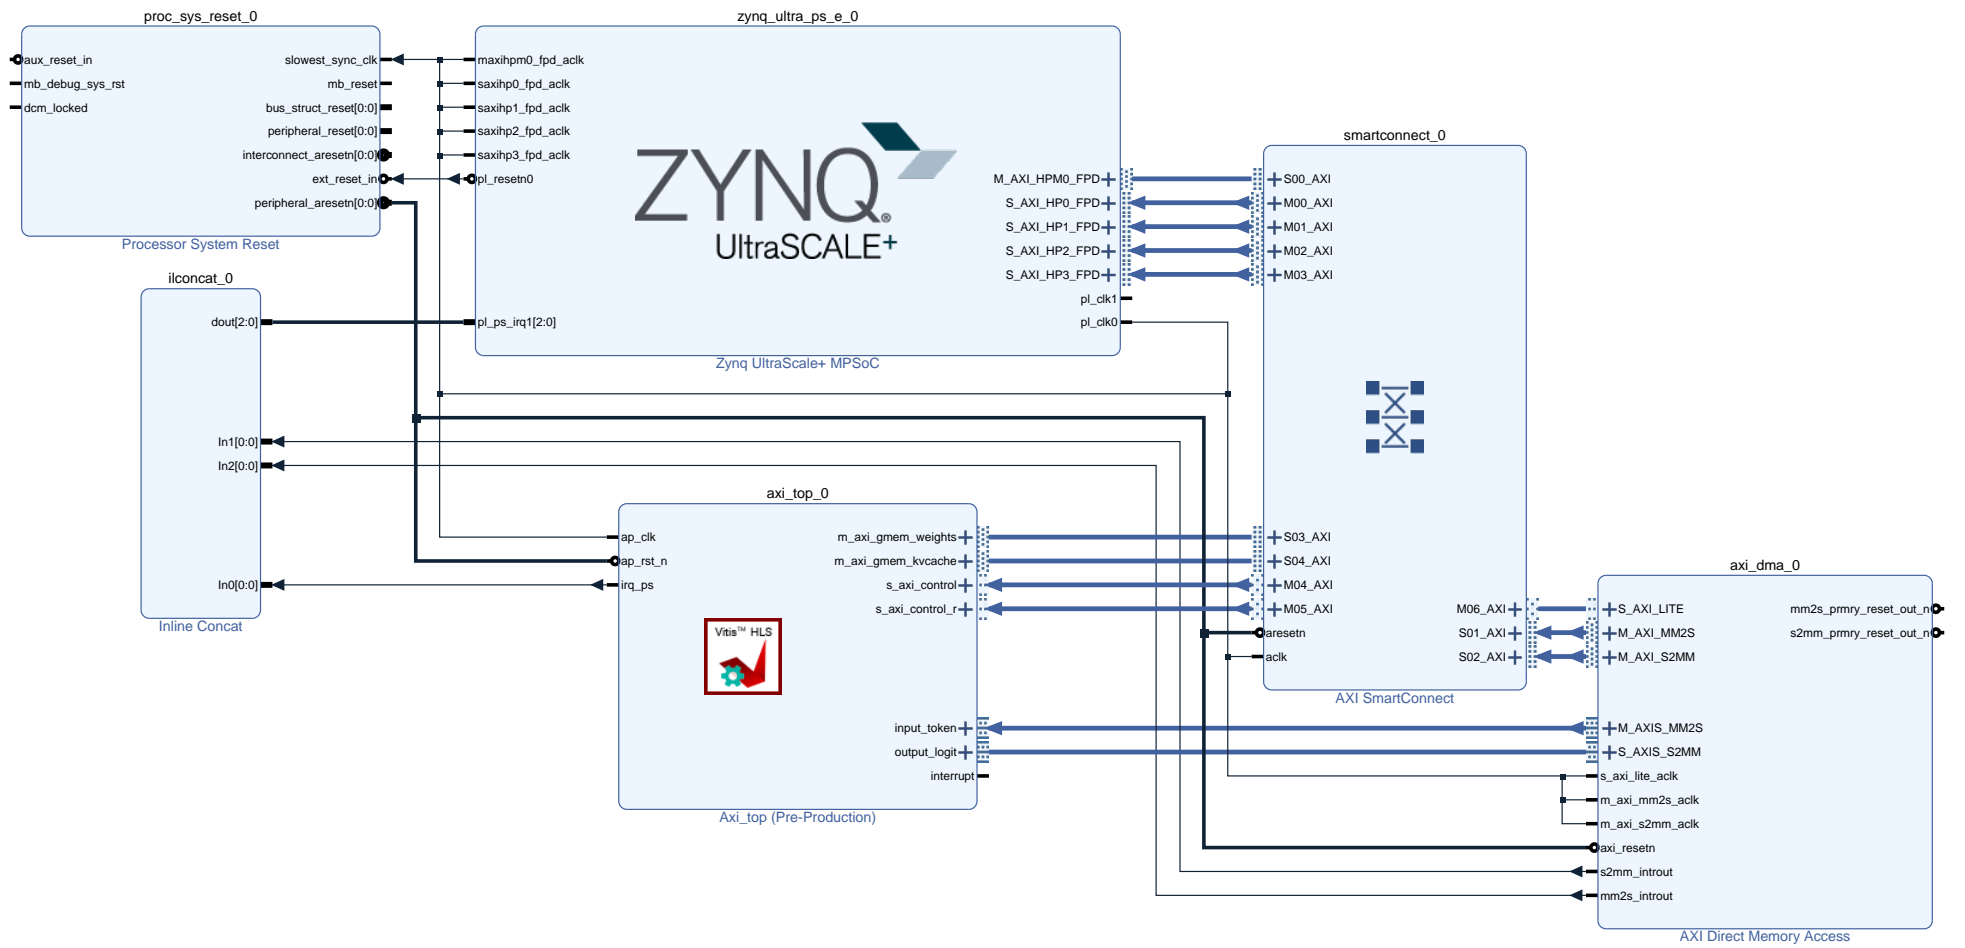 proc_sys_reset_0
aux_reset_in
mb_debug_sys_rst
dcm_locked
slowest_sync_clk
mb_reset
bus_struct_reset[0:0]
peripheral_reset[0:0]
interconnect_aresetn[0:0]
ext_reset_in
peripheral_aresetn[0:0]
Processor System Reset
zynq_ultra_ps_e_0
maxihpm0_fpd_aclk
saxihp0_fpd_aclk
saxihp1_fpd_aclk
saxihp2_fpd_aclk
saxihp3_fpd_aclk
pl_resetn0
pl_ps_irq1[2:0]
ZYNQ®
UltraSCALE+
M_AXI_HPM0_FPD
S_AXI_HP0_FPD
S_AXI_HP1_FPD
S_AXI_HP2_FPD
S_AXI_HP3_FPD
pl_clk1
pl_clk0
Zynq UltraScale+ MPSoC
ilconcat_0
dout[2:0]
In1[0:0]
In2[0:0]
In0[0:0]
Inline Concat
axi_top_0
ap_clk
ap_rst_n
irq_ps
Vitis™ HLS
m_axi_gmem_weights
m_axi_gmem_kvcache
s_axi_control
s_axi_control_r
input_token
output_logit
interrupt
Axi_top (Pre-Production)
smartconnect_0
S00_AXI
M00_AXI
M01_AXI
M02_AXI
M03_AXI
S03_AXI
S04_AXI
M04_AXI
M05_AXI
aresetn
aclk
M06_AXI
S01_AXI
S02_AXI
AXI SmartConnect
axi_dma_0
S_AXI_LITE
M_AXI_MM2S
M_AXI_S2MM
M_AXIS_MM2S
S_AXIS_S2MM
s_axi_lite_aclk
m_axi_mm2s_aclk
m_axi_s2mm_aclk
axi_resetn
s2mm_introut
mm2s_introut
mm2s_prmry_reset_out_n
s2mm_prmry_reset_out_n
AXI Direct Memory Access